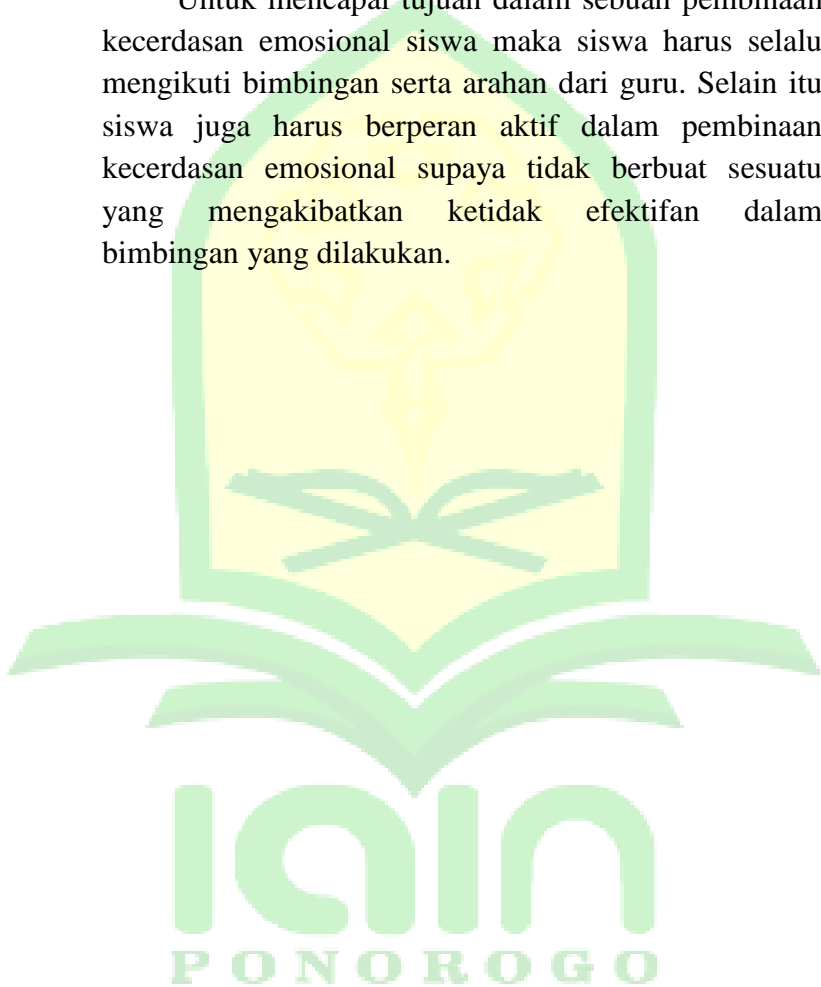 Untuk mencapai tujuan dalam sebuah pembinaan
kecerdasan emosional siswa maka siswa harus selalu
mengikuti bimbingan serta arahan dari guru. Selain itu
siswa juga harus berperan aktif dalam pembinaan
kecerdasan emosional supaya tidak berbuat sesuatu
yang mengakibatkan ketidak efektifan dalam
bimbingan yang dilakukan.
iain
PONOROGO